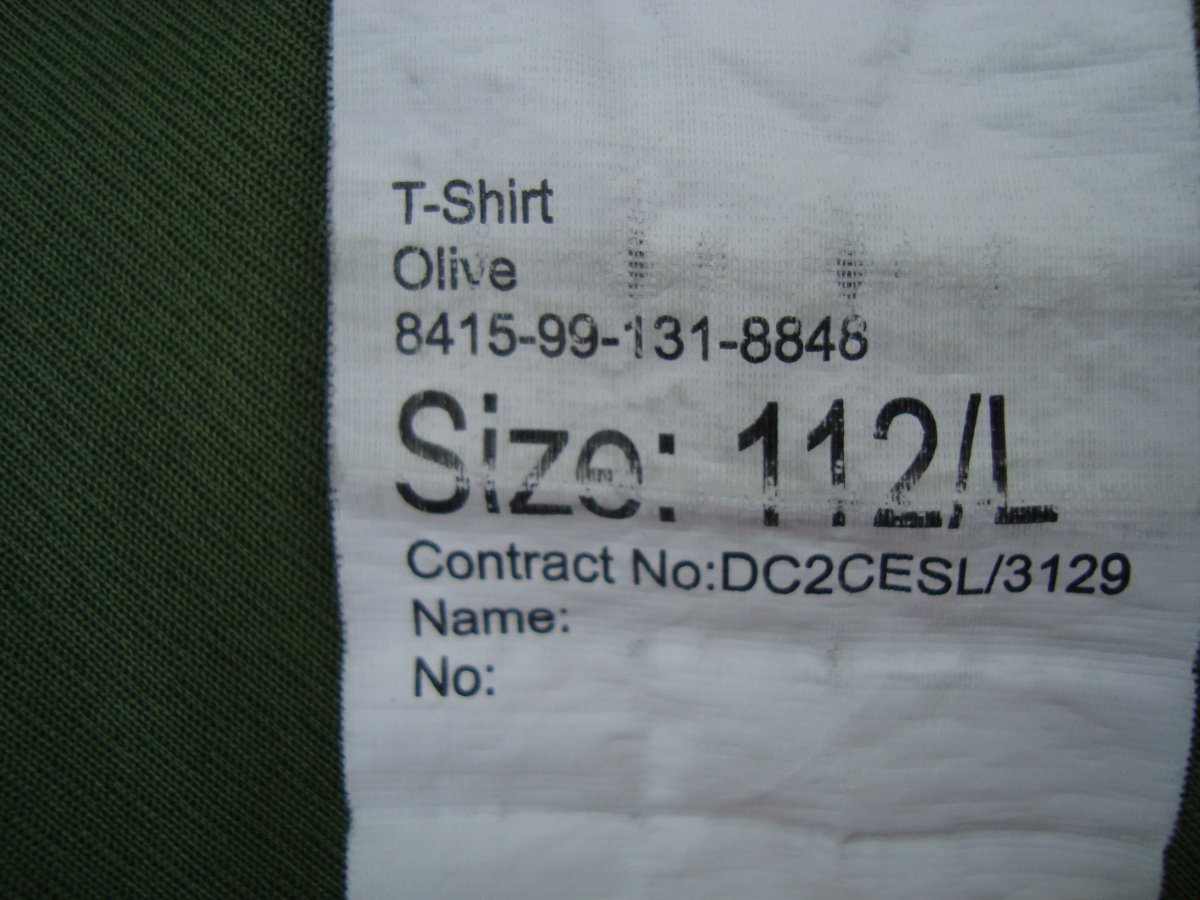 T-Shirt
Olive
8415-99-131-8848
Size: 112/L
Contract No:DC2CESL/3129
Name:
No: